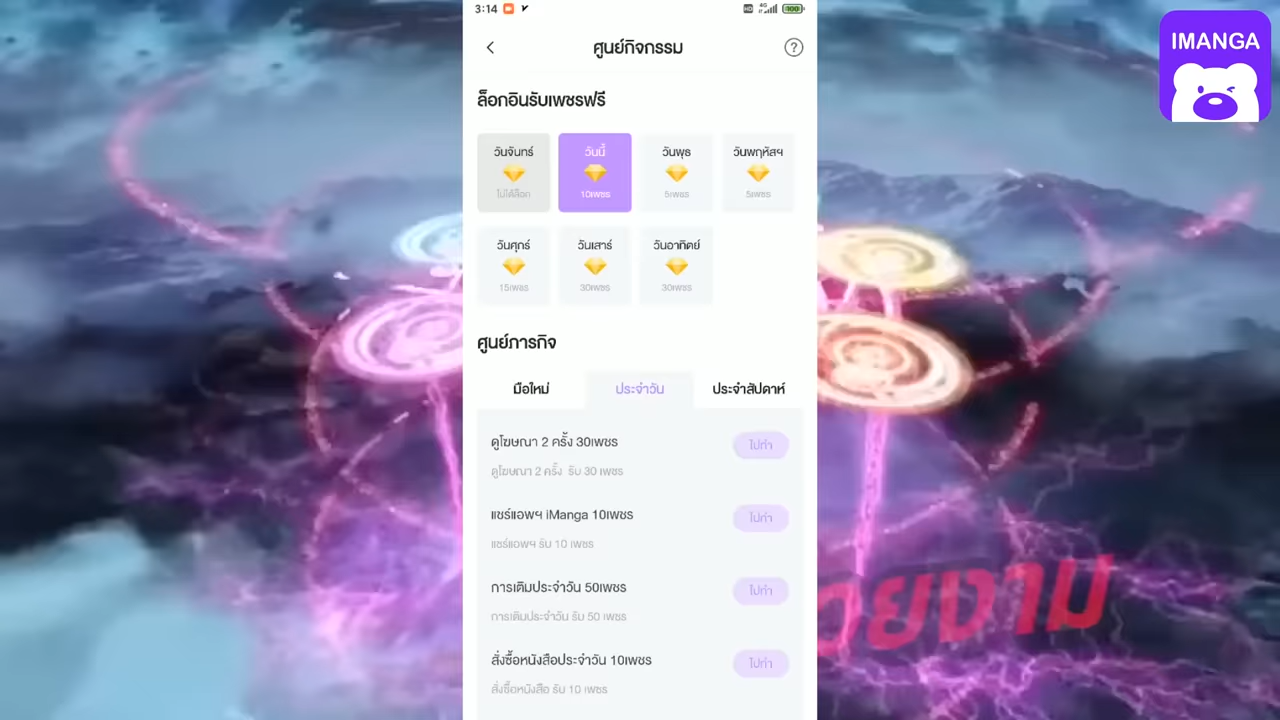 3:14
HD 4G 100
ศูนย์กิจกรรม
?
IMANGA
ล็อกอินรับเพชรฟรี
วันจันทร์ วันนี้ วันพุธ วันพฤหัสฯ
ไม่ได้ล็อก 10เพชร 5เพชร 5เพชร
วันศุกร์ วันเสาร์ วันอาทิตย์
15เพชร 30เพชร 30เพชร
ศูนย์ภารกิจ
มือใหม่ ประจำวัน ประจำสัปดาห์
ดูโฆษณา 2 ครั้ง 30เพชร
ไปทำ
ดูโฆษณา 2 ครั้ง รับ 30 เพชร
แชร์แอพฯ iManga 10เพชร
ไปทำ
แชร์แอพฯ รับ 10 เพชร
การเติมประจำวัน 50เพชร
ไปทำ
การเติมประจำวัน รับ 50 เพชร
สั่งซื้อหนังสือประจำวัน 10เพชร
ไปทำ
สั่งซื้อหนังสือ รับ 10 เพชร
วยงาม